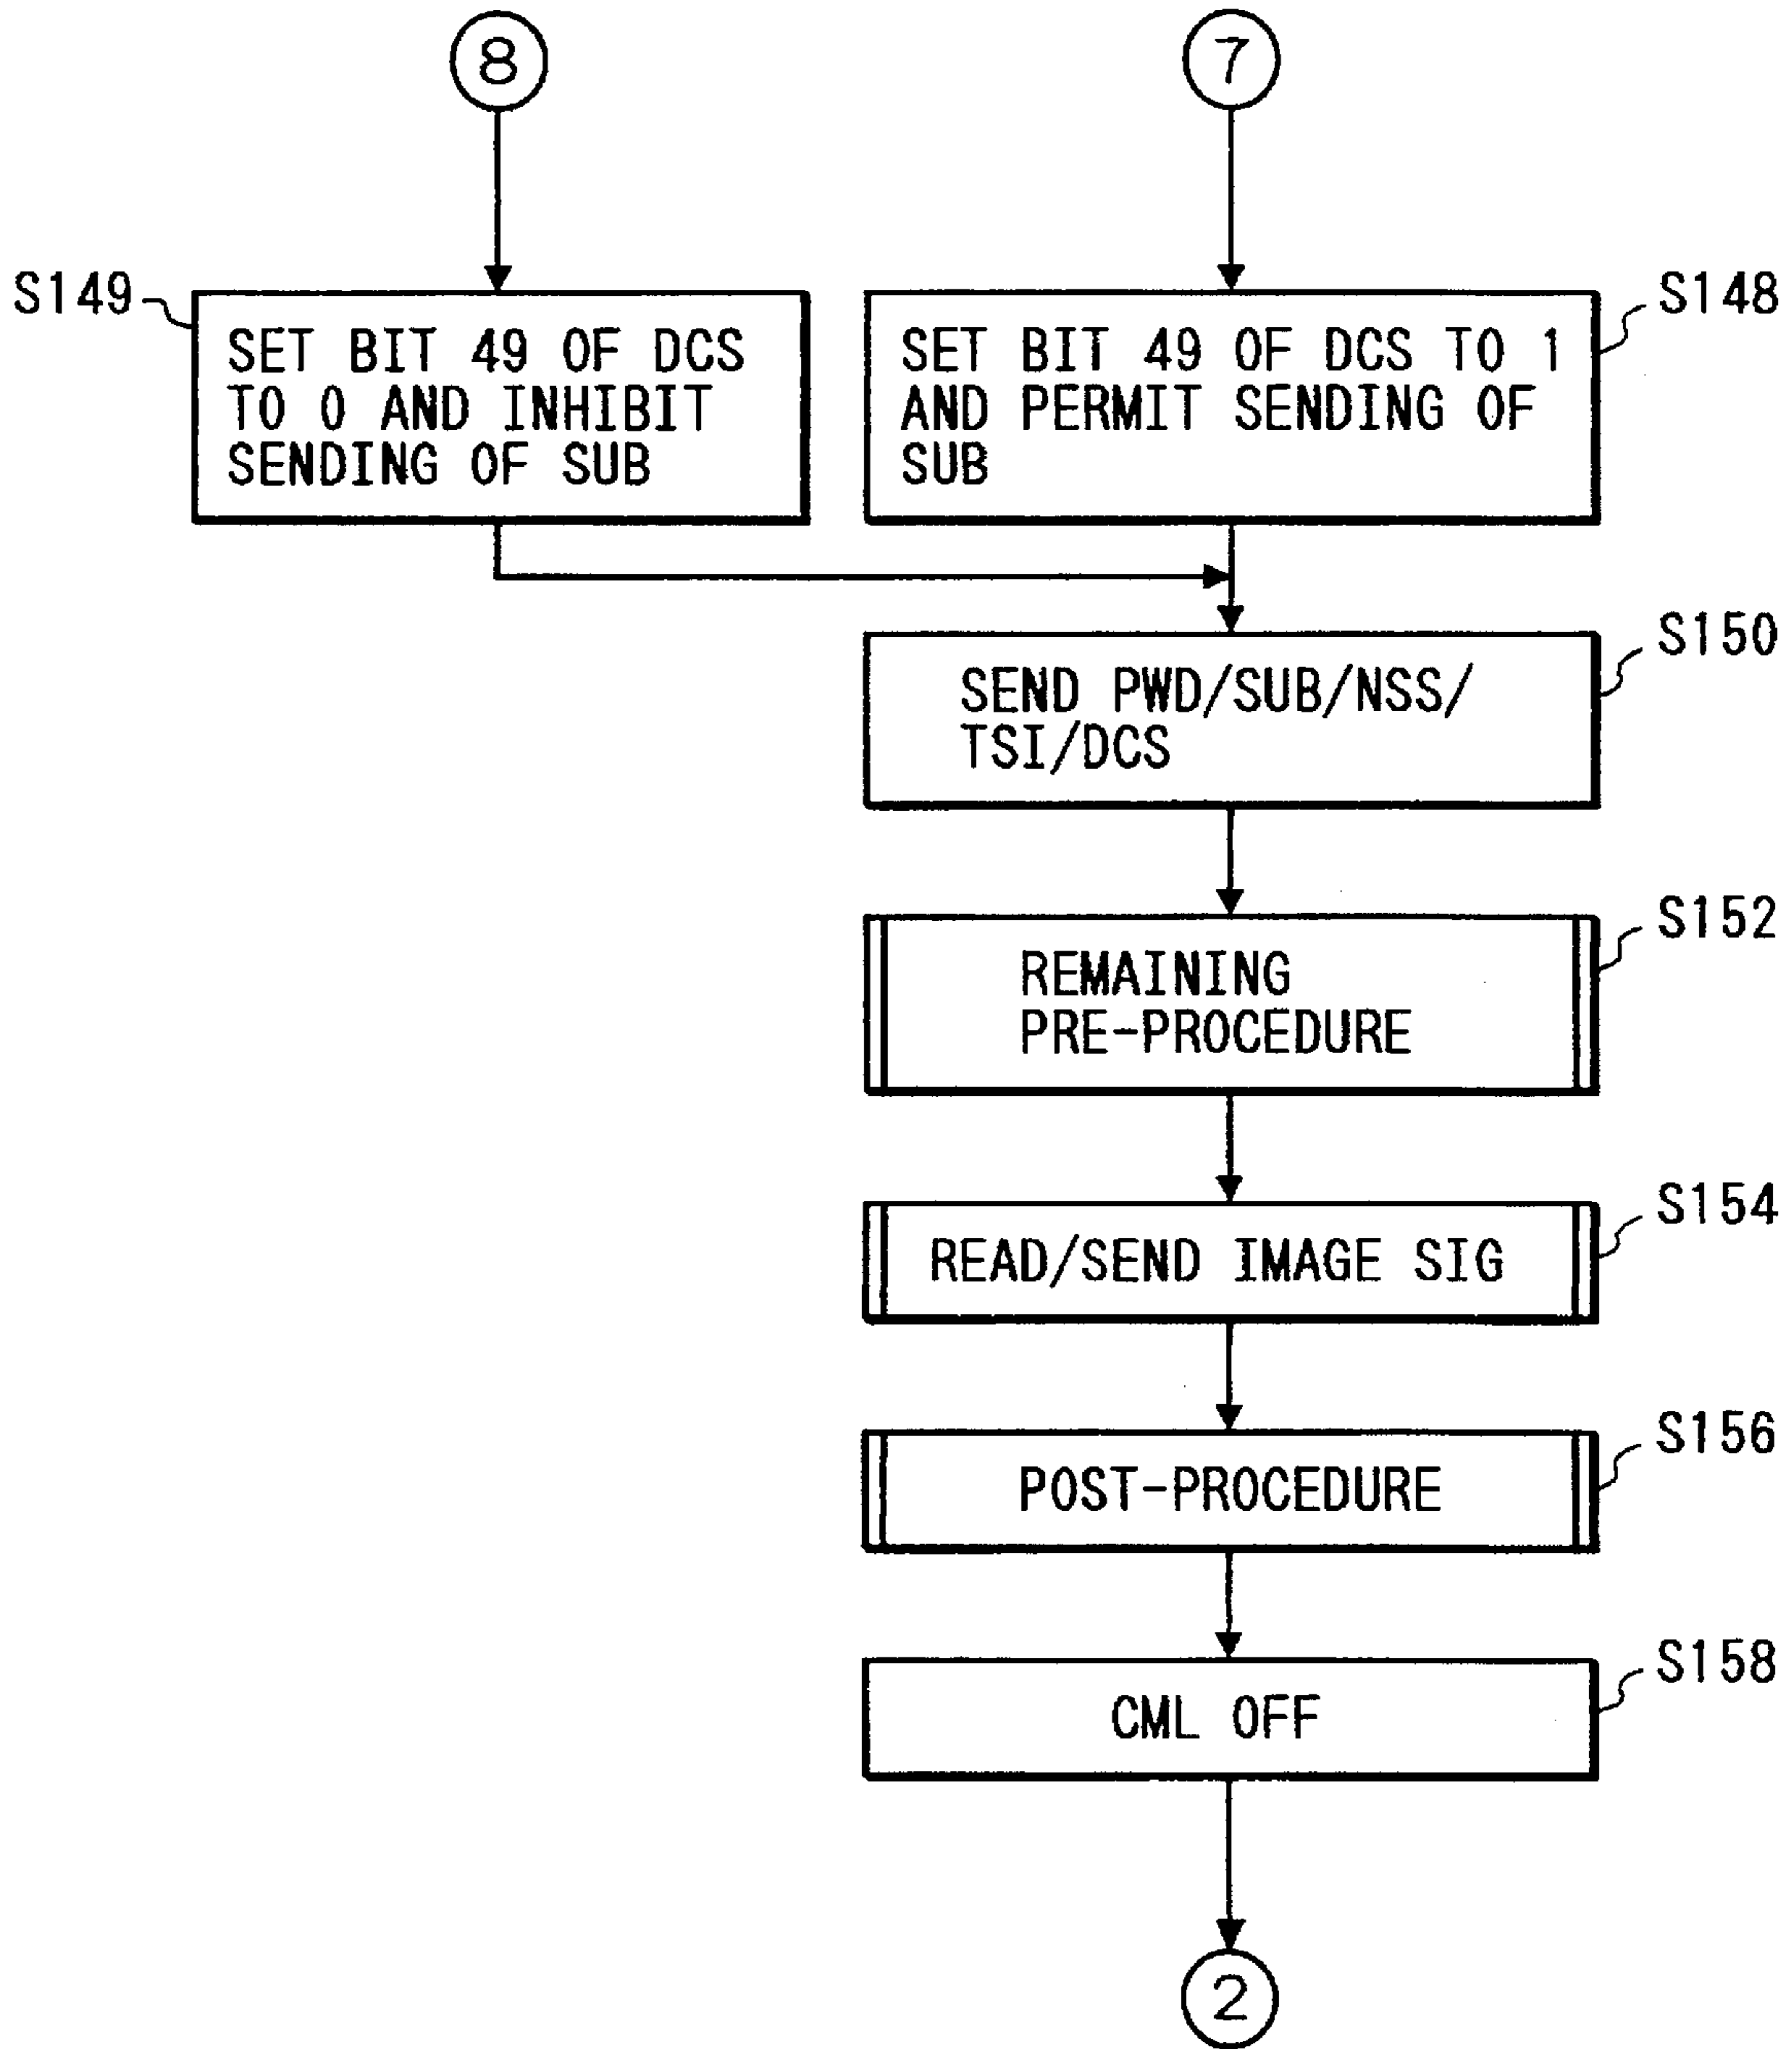 8
7
S149
SET BIT 49 OF DCS
TO 0 AND INHIBIT
SENDING OF SUB
S148
SET BIT 49 OF DCS TO 1
AND PERMIT SENDING OF
SUB
S150
SEND PWD/SUB/NSS/
TSI/DCS
S152
REMAINING
PRE-PROCEDURE
S154
READ/SEND IMAGE SIG
S156
POST-PROCEDURE
S158
CML OFF
2